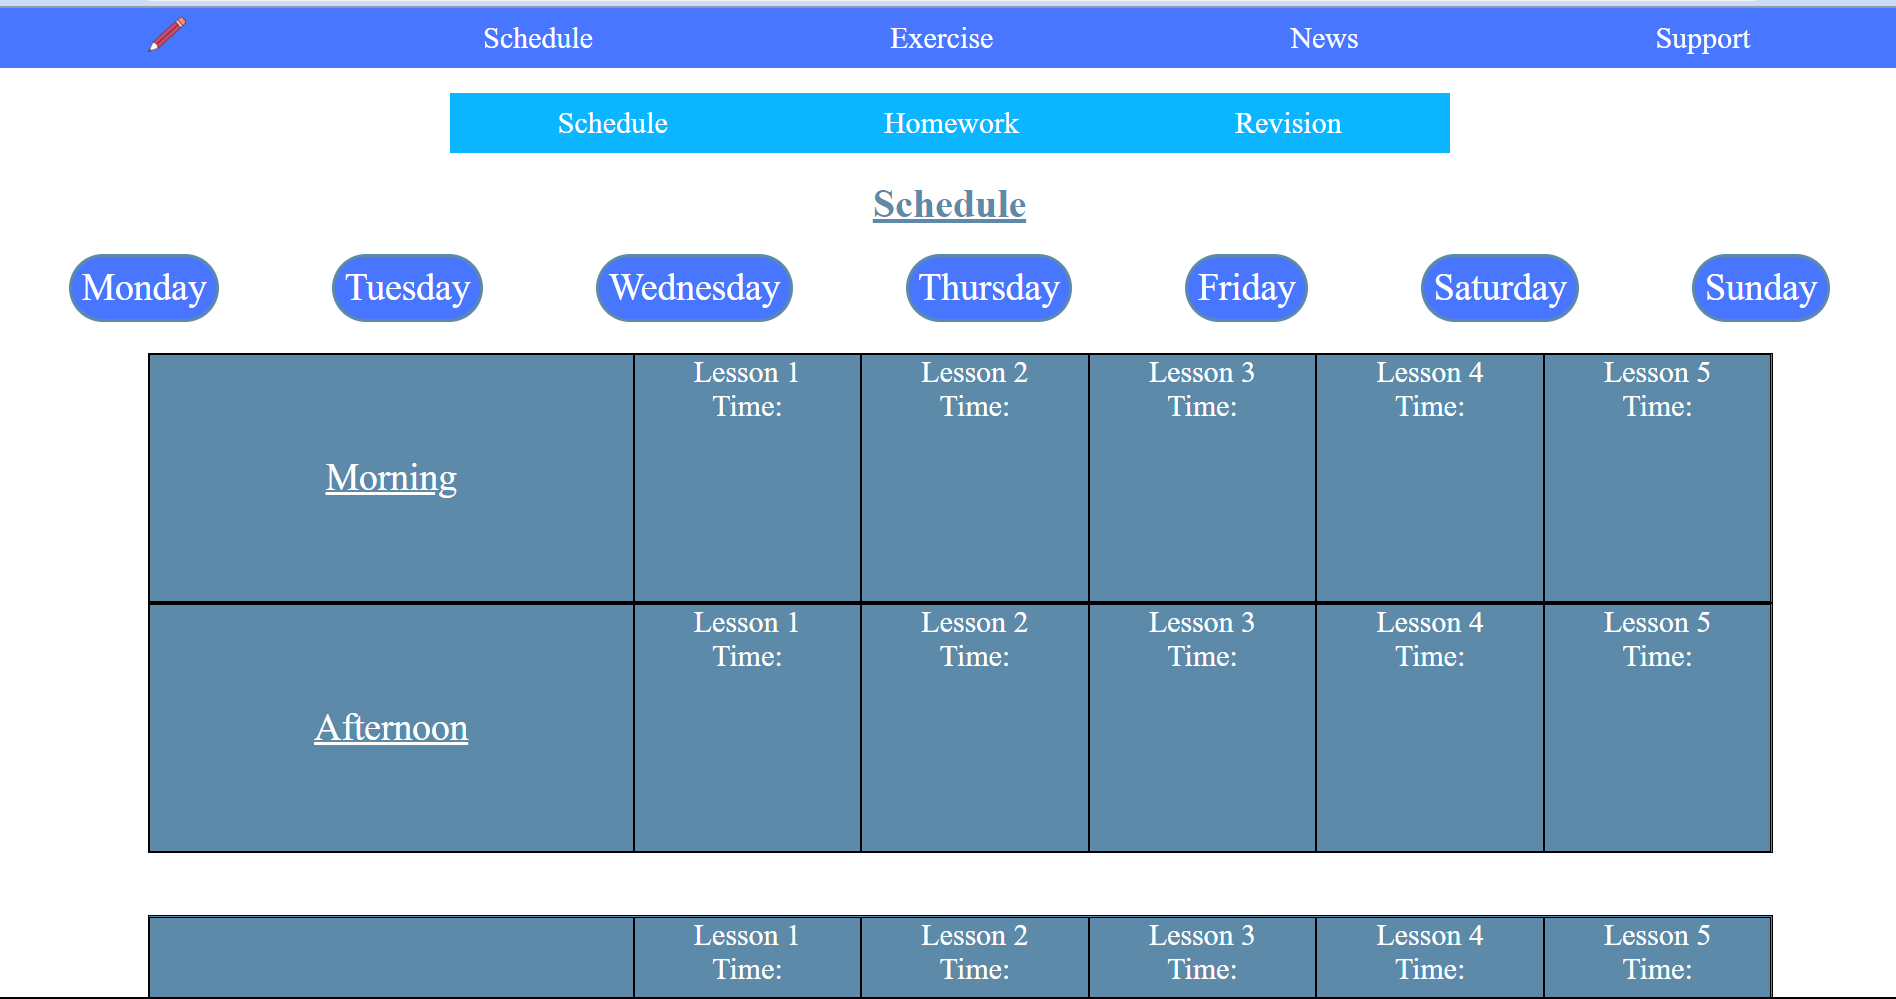 Schedule Exercise News Support
Schedule Homework Revision
Schedule
Monday Tuesday Wednesday Thursday Friday Saturday Sunday
Lesson 1 Lesson 2 Lesson 3 Lesson 4 Lesson 5
Time: Time: Time: Time: Time:
Morning
Lesson 1 Lesson 2 Lesson 3 Lesson 4 Lesson 5
Time: Time: Time: Time: Time:
Afternoon
Lesson 1 Lesson 2 Lesson 3 Lesson 4 Lesson 5
Time: Time: Time: Time: Time: